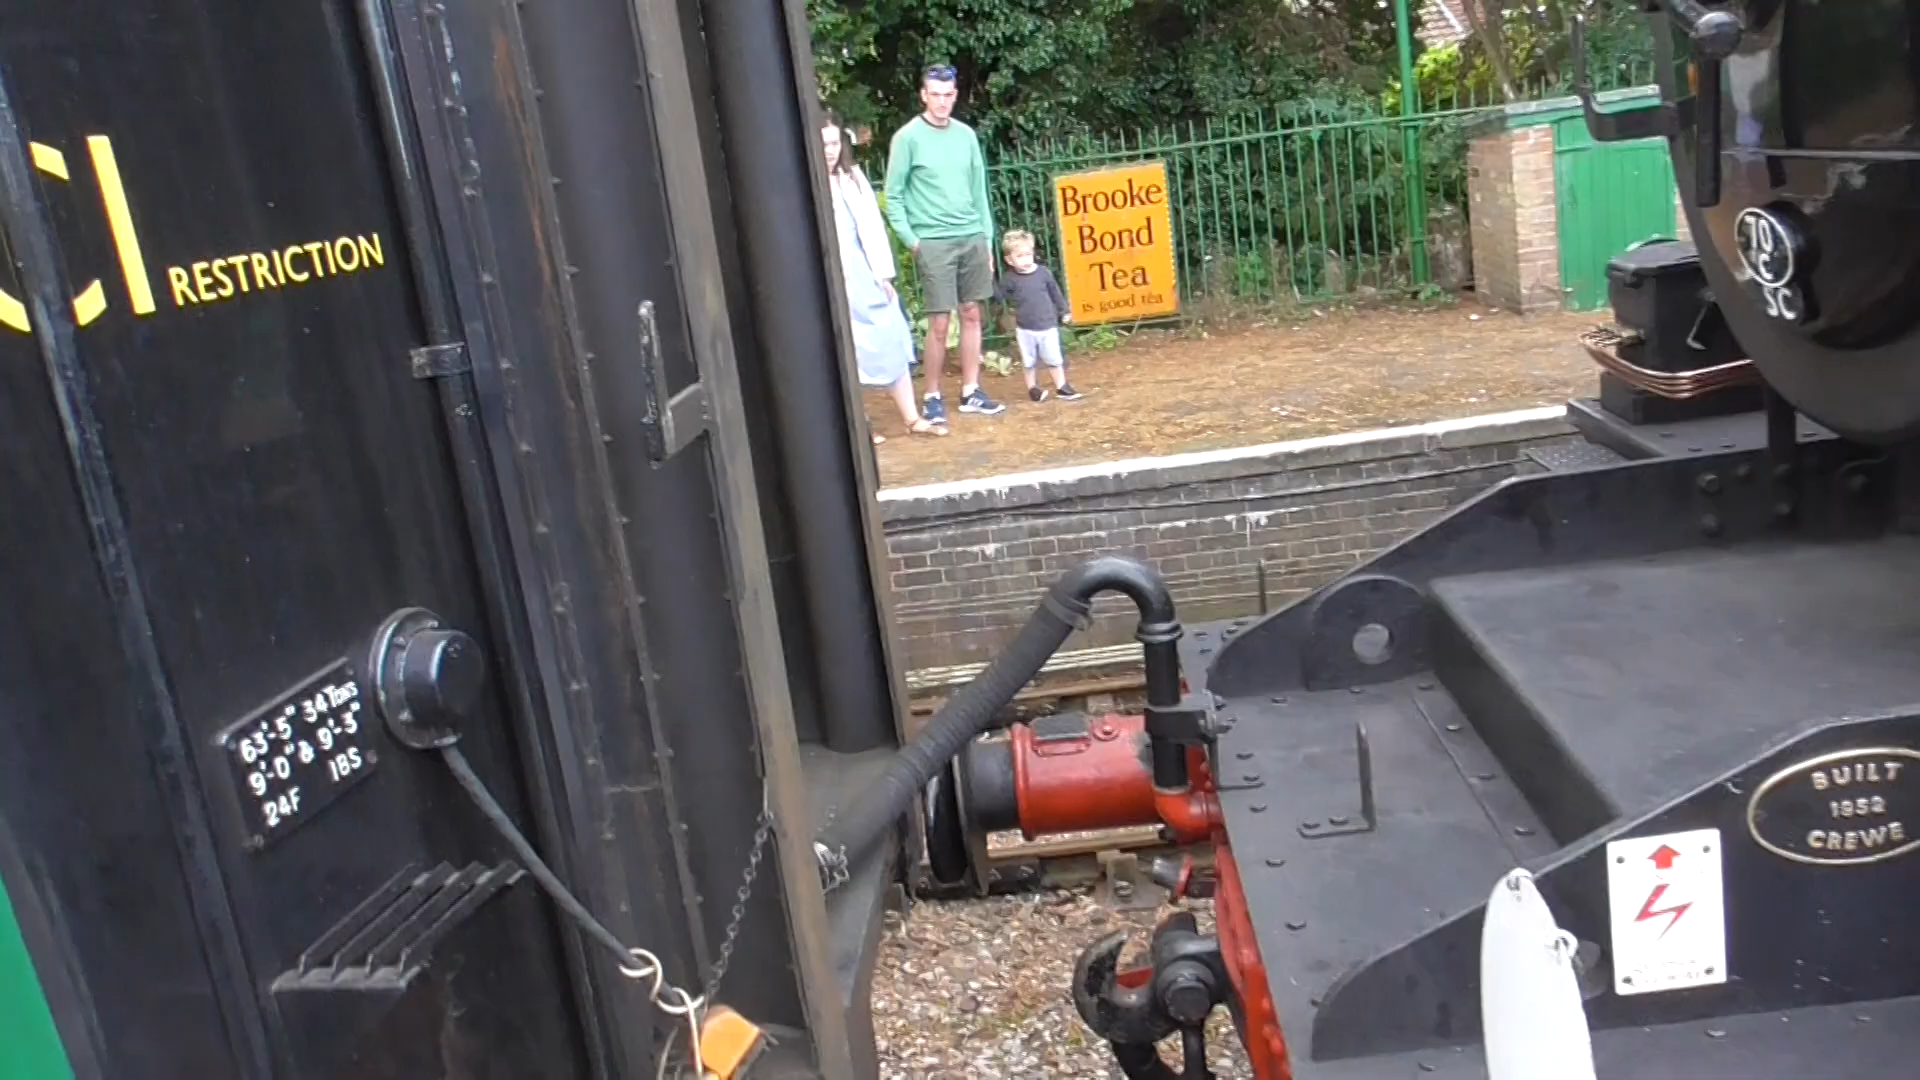 C1 RESTRICTION
Brooke
Bond
Tea
is good tea
70
C
SC
63'-5" 34 Tons
9'-0" & 9'-3"
24F 18S
BUILT
1952
CREWE